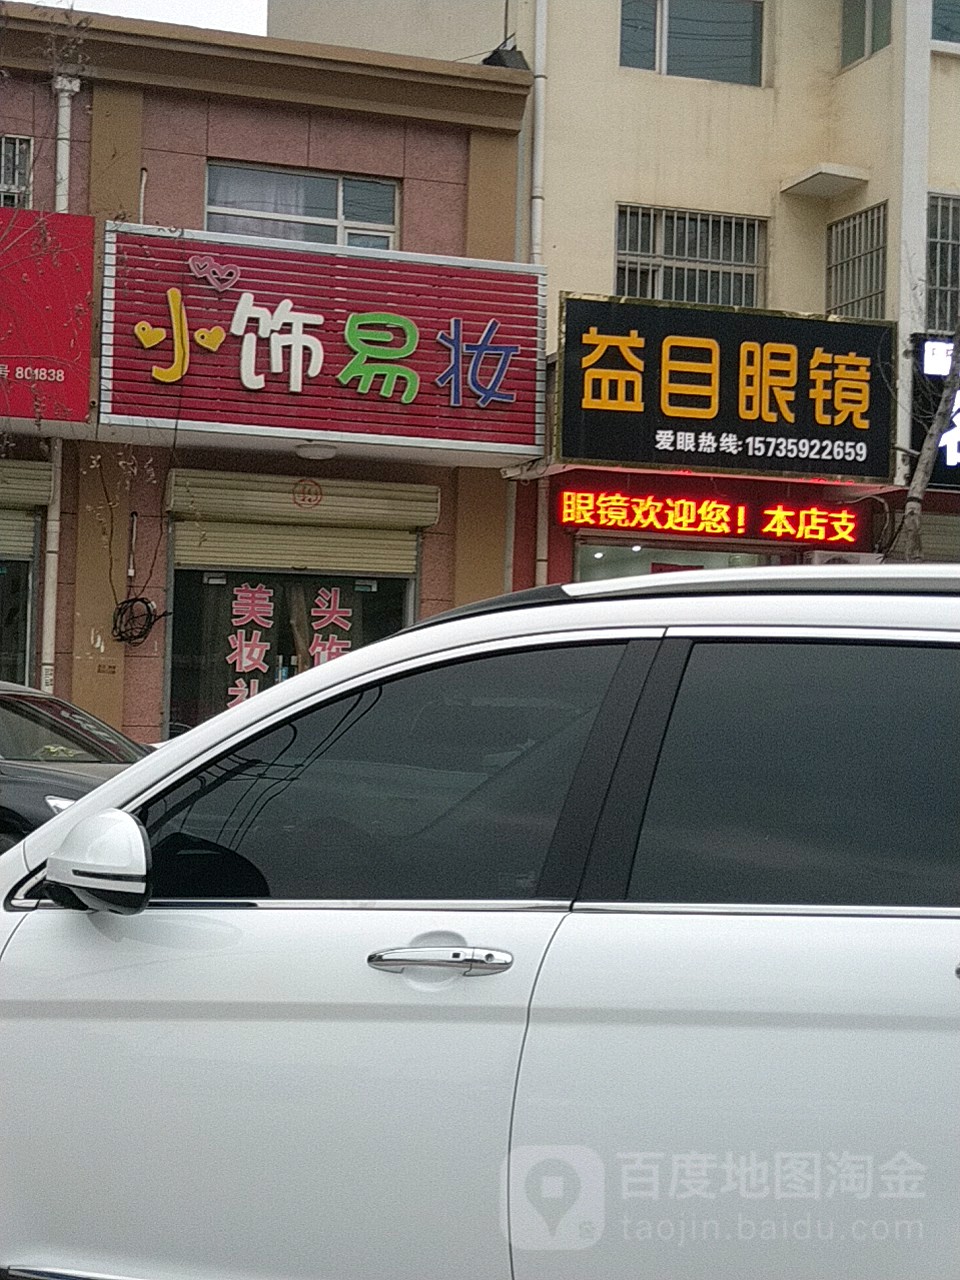 801838
小饰易妆
益目眼镜
爱眼热线:15735922659
眼镜欢迎您！本店支
美妆
头饰
百度地图淘金
taojin.baidu.com